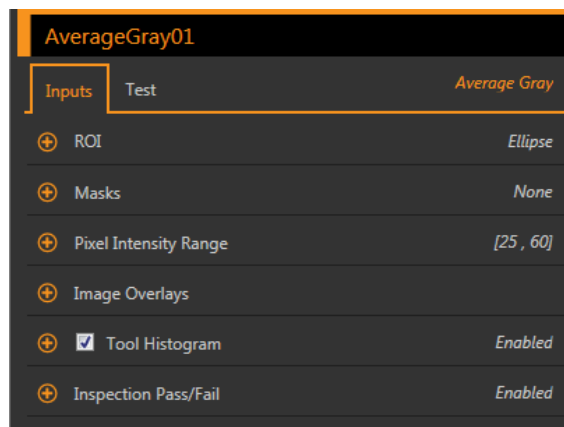 AverageGray01
Inputs Test Average Gray
ROI Ellipse
Masks None
Pixel Intensity Range [25 , 60]
Image Overlays
Tool Histogram Enabled
Inspection Pass/Fail Enabled